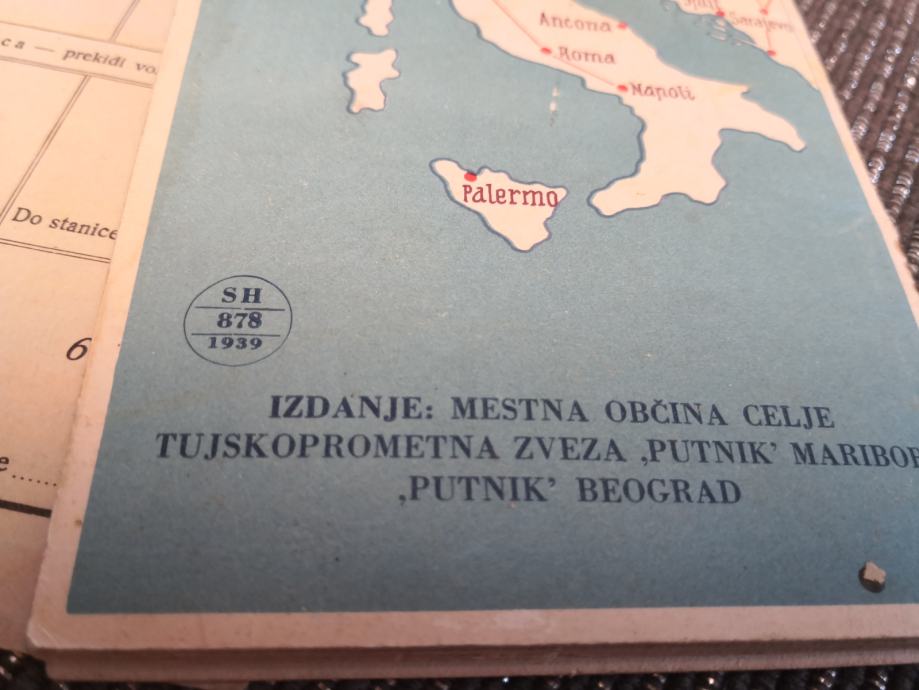 ca — prekidi vo
Do stanice
6
e
Split
Sarajevo
Ancona
Roma
Napoli
Palermo
SH
878
1939
IZDANJE: MESTNA OBČINA CELJE
TUJSKOPROMETNA ZVEZA ‚PUTNIK’ MARIBOR
‚PUTNIK’ BEOGRAD